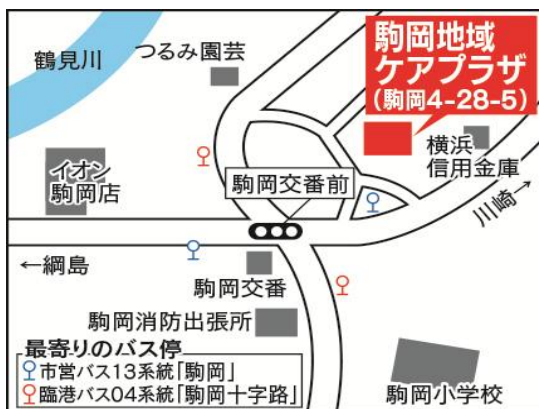 鶴見川
つるみ園芸
駒岡地域
ケアプラザ
(駒岡4-28-5)
イオン
駒岡店
駒岡交番前
横浜
信用金庫
川崎→
←綱島
駒岡交番
駒岡消防出張所
最寄りのバス停
市営バス13系統「駒岡」
臨港バス04系統「駒岡十字路」
駒岡小学校